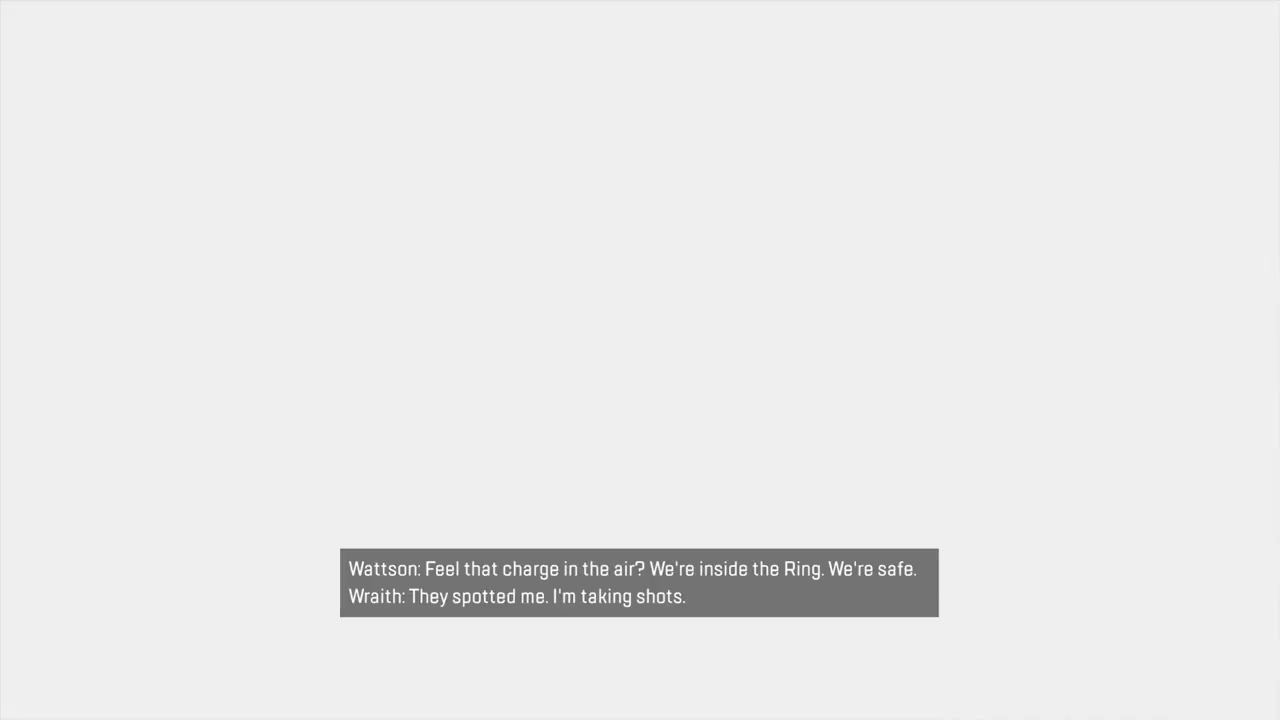 Wattson: Feel that charge in the air? We're inside the Ring. We're safe.
Wraith: They spotted me. I'm taking shots.